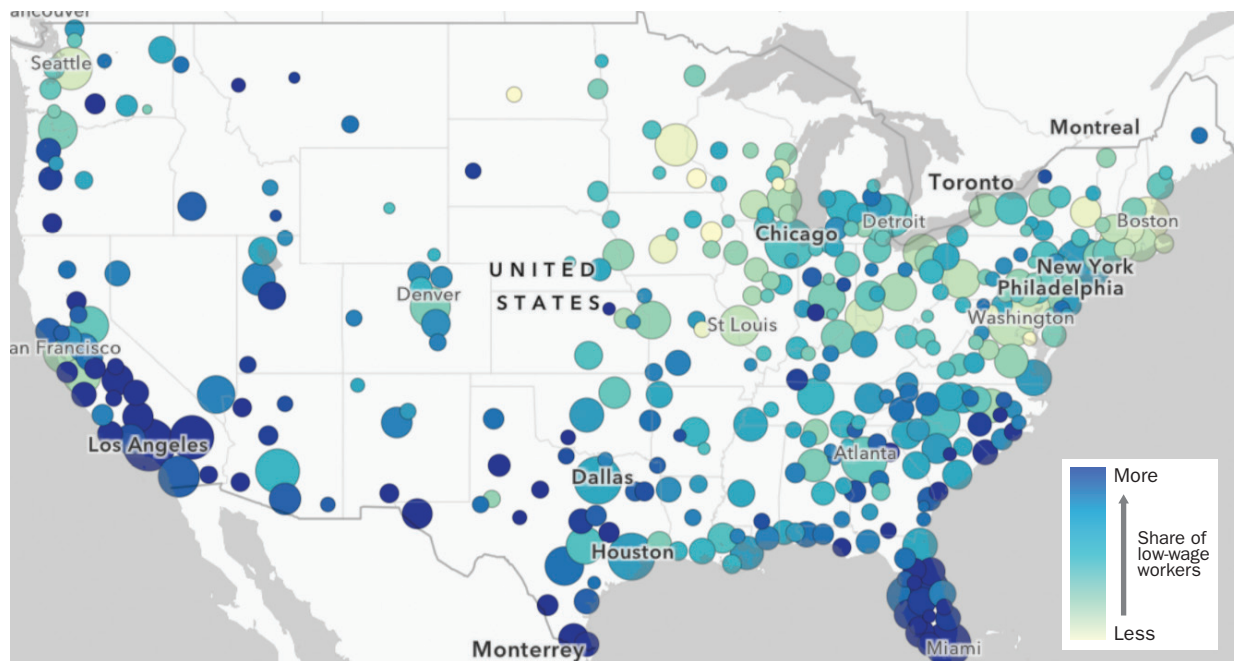 ancouver
Seattle
Montreal
Toronto
Boston
Detroit
Chicago
UNITED
STATES
New York
Philadelphia
Denver
St Louis
Washington
an Francisco
Los Angeles
Atlanta
Dallas
Houston
Monterrey
Miami
More
Share of
low-wage
workers
Less